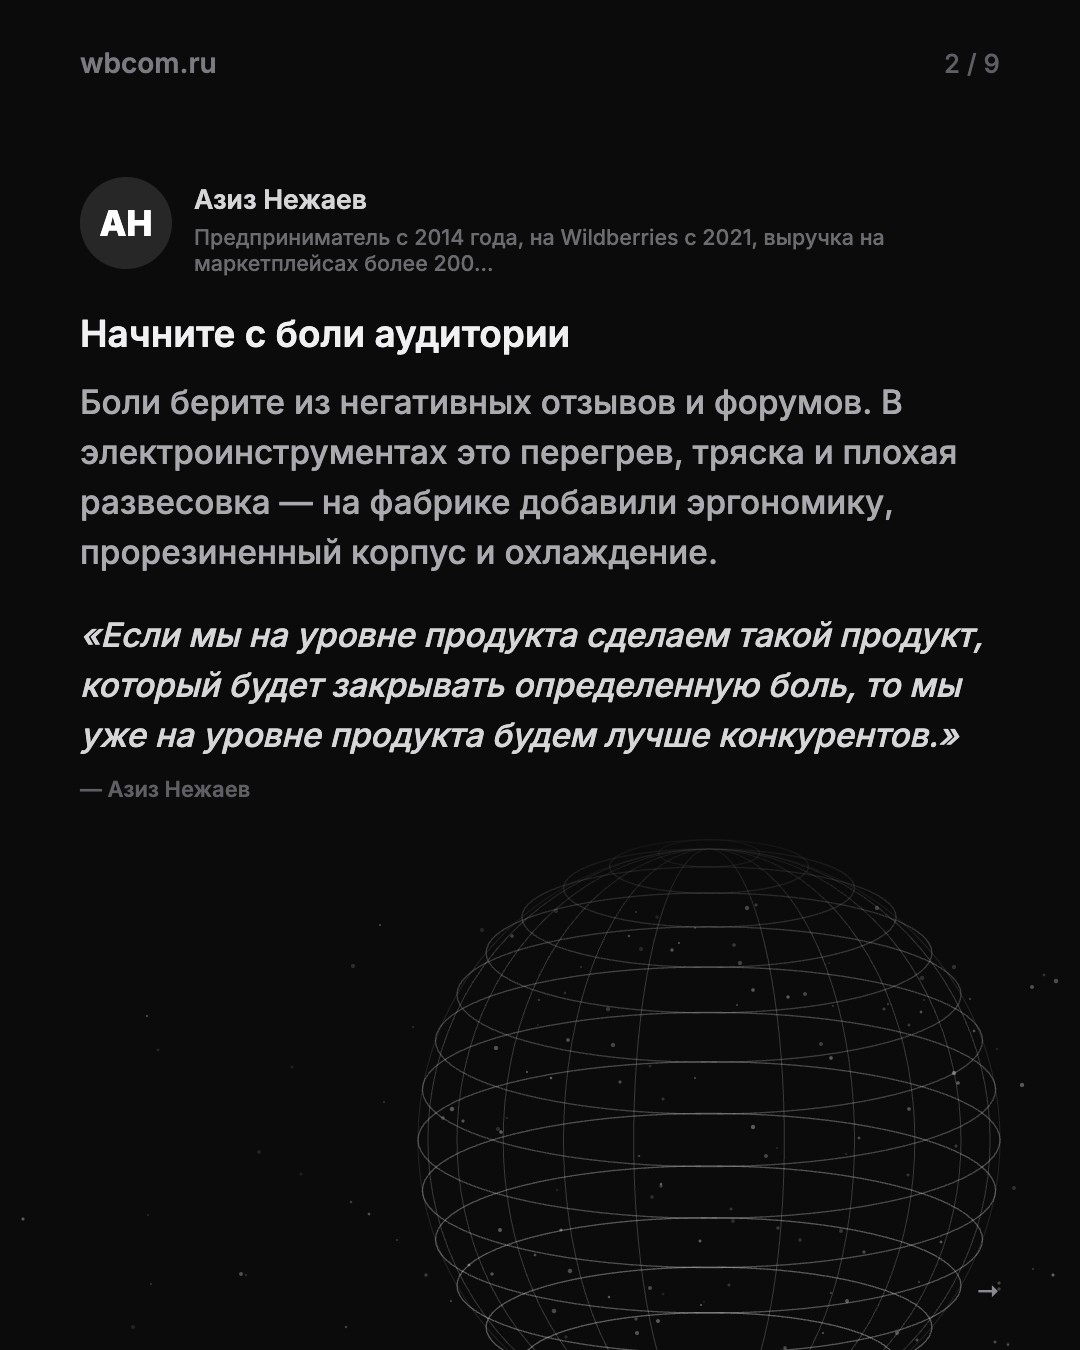 wbcom.ru
2 / 9
АН
Азиз Нежаев
Предприниматель с 2014 года, на Wildberries с 2021, выручка на
маркетплейсах более 200...
Начните с боли аудитории
Боли берите из негативных отзывов и форумов. В
электроинструментах это перегрев, тряска и плохая
развесовка — на фабрике добавили эргономику,
прорезиненный корпус и охлаждение.
«Если мы на уровне продукта сделаем такой продукт,
который будет закрывать определенную боль, то мы
уже на уровне продукта будем лучше конкурентов.»
— Азиз Нежаев
→